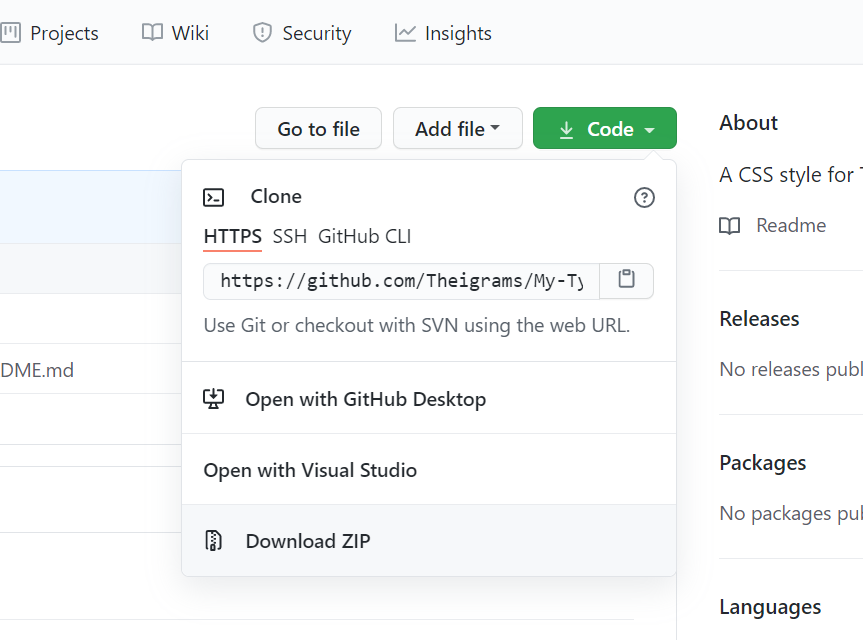 Projects Wiki Security Insights
Go to file Add file Code
About
A CSS style for
Clone
HTTPS SSH GitHub CLI
https://github.com/Theigrams/My-Ty
Use Git or checkout with SVN using the web URL.
Open with GitHub Desktop
Open with Visual Studio
Download ZIP
DME.md
Readme
Releases
No releases publ
Packages
No packages pub
Languages